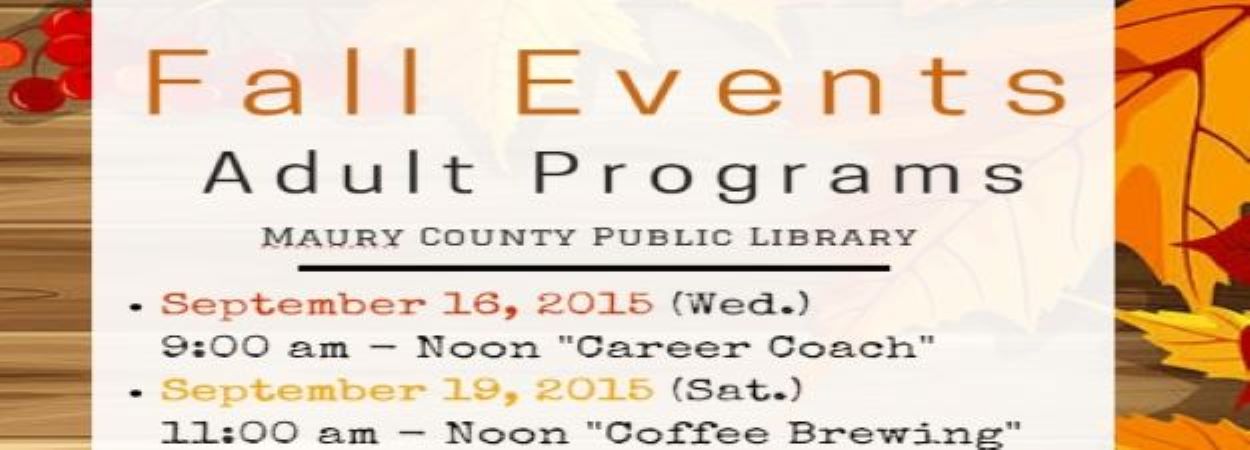 Fall Events
Adult Programs
Maury County Public Library
• September 16, 2015 (Wed.)
9:00 am – Noon "Career Coach"
• September 19, 2015 (Sat.)
11:00 am – Noon "Coffee Brewing"